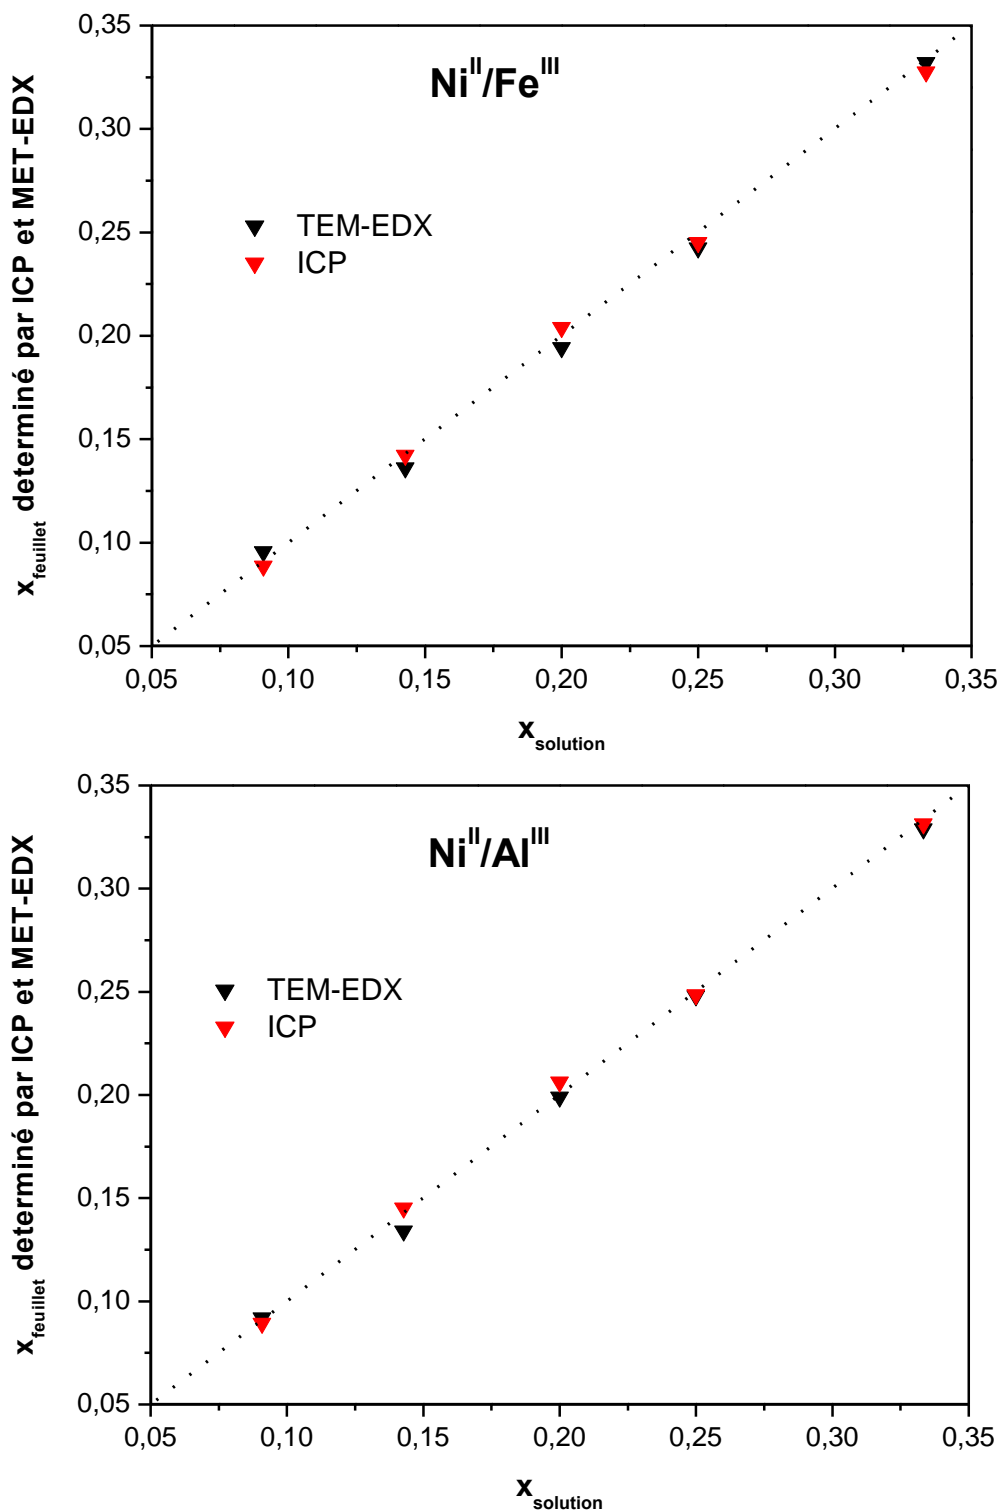 Ni^II/Fe^III
x_feuillet determiné par ICP et MET-EDX
0,35
0,30
0,25
0,20
0,15
0,10
0,05
TEM-EDX
ICP
0,05 0,10 0,15 0,20 0,25 0,30 0,35
x_solution
Ni^II/Al^III
x_feuillet determiné par ICP et MET-EDX
0,35
0,30
0,25
0,20
0,15
0,10
0,05
TEM-EDX
ICP
0,05 0,10 0,15 0,20 0,25 0,30 0,35
x_solution